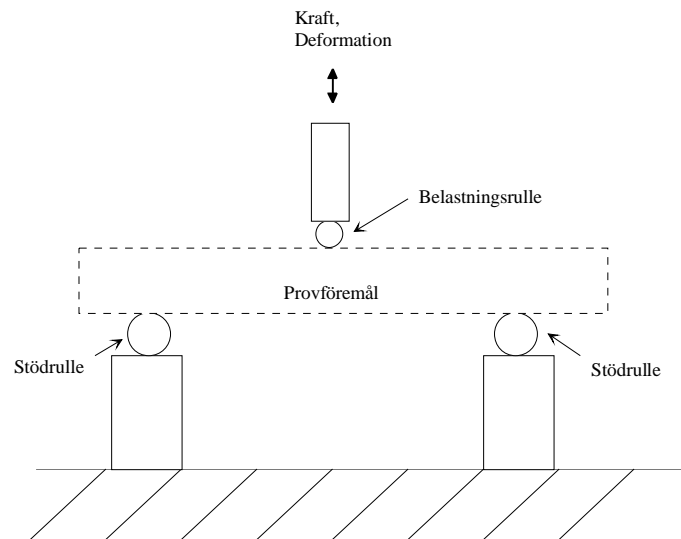 Kraft,
Deformation
Belastningsrulle
Provföremål
Stödrulle
Stödrulle